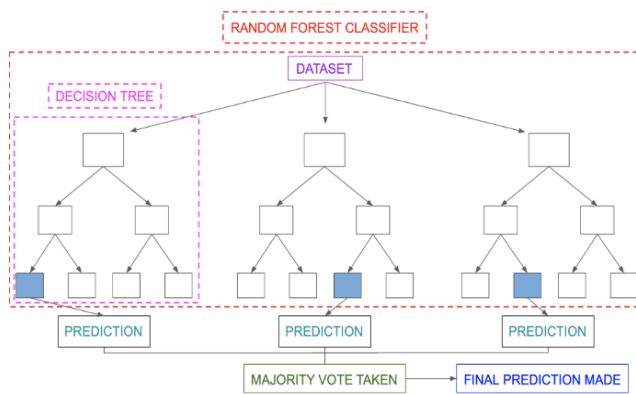 RANDOM FOREST CLASSIFIER
DATASET
DECISION TREE
PREDICTION
PREDICTION
PREDICTION
MAJORITY VOTE TAKEN
FINAL PREDICTION MADE